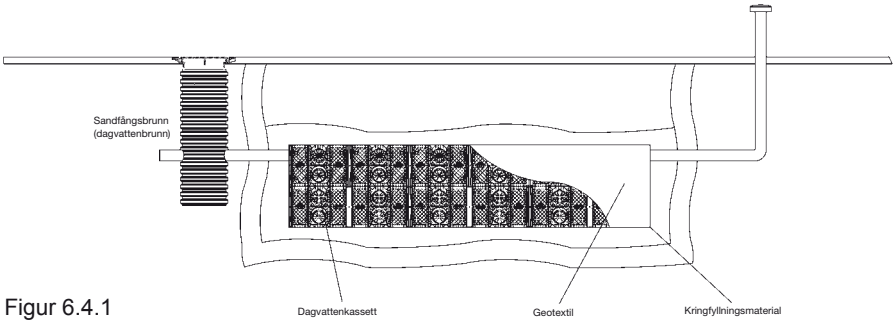 Sandfångsbrunn
(dagvattenbrunn)
Figur 6.4.1
Dagvattenkassett
Geotextil
Kringfyllningsmaterial